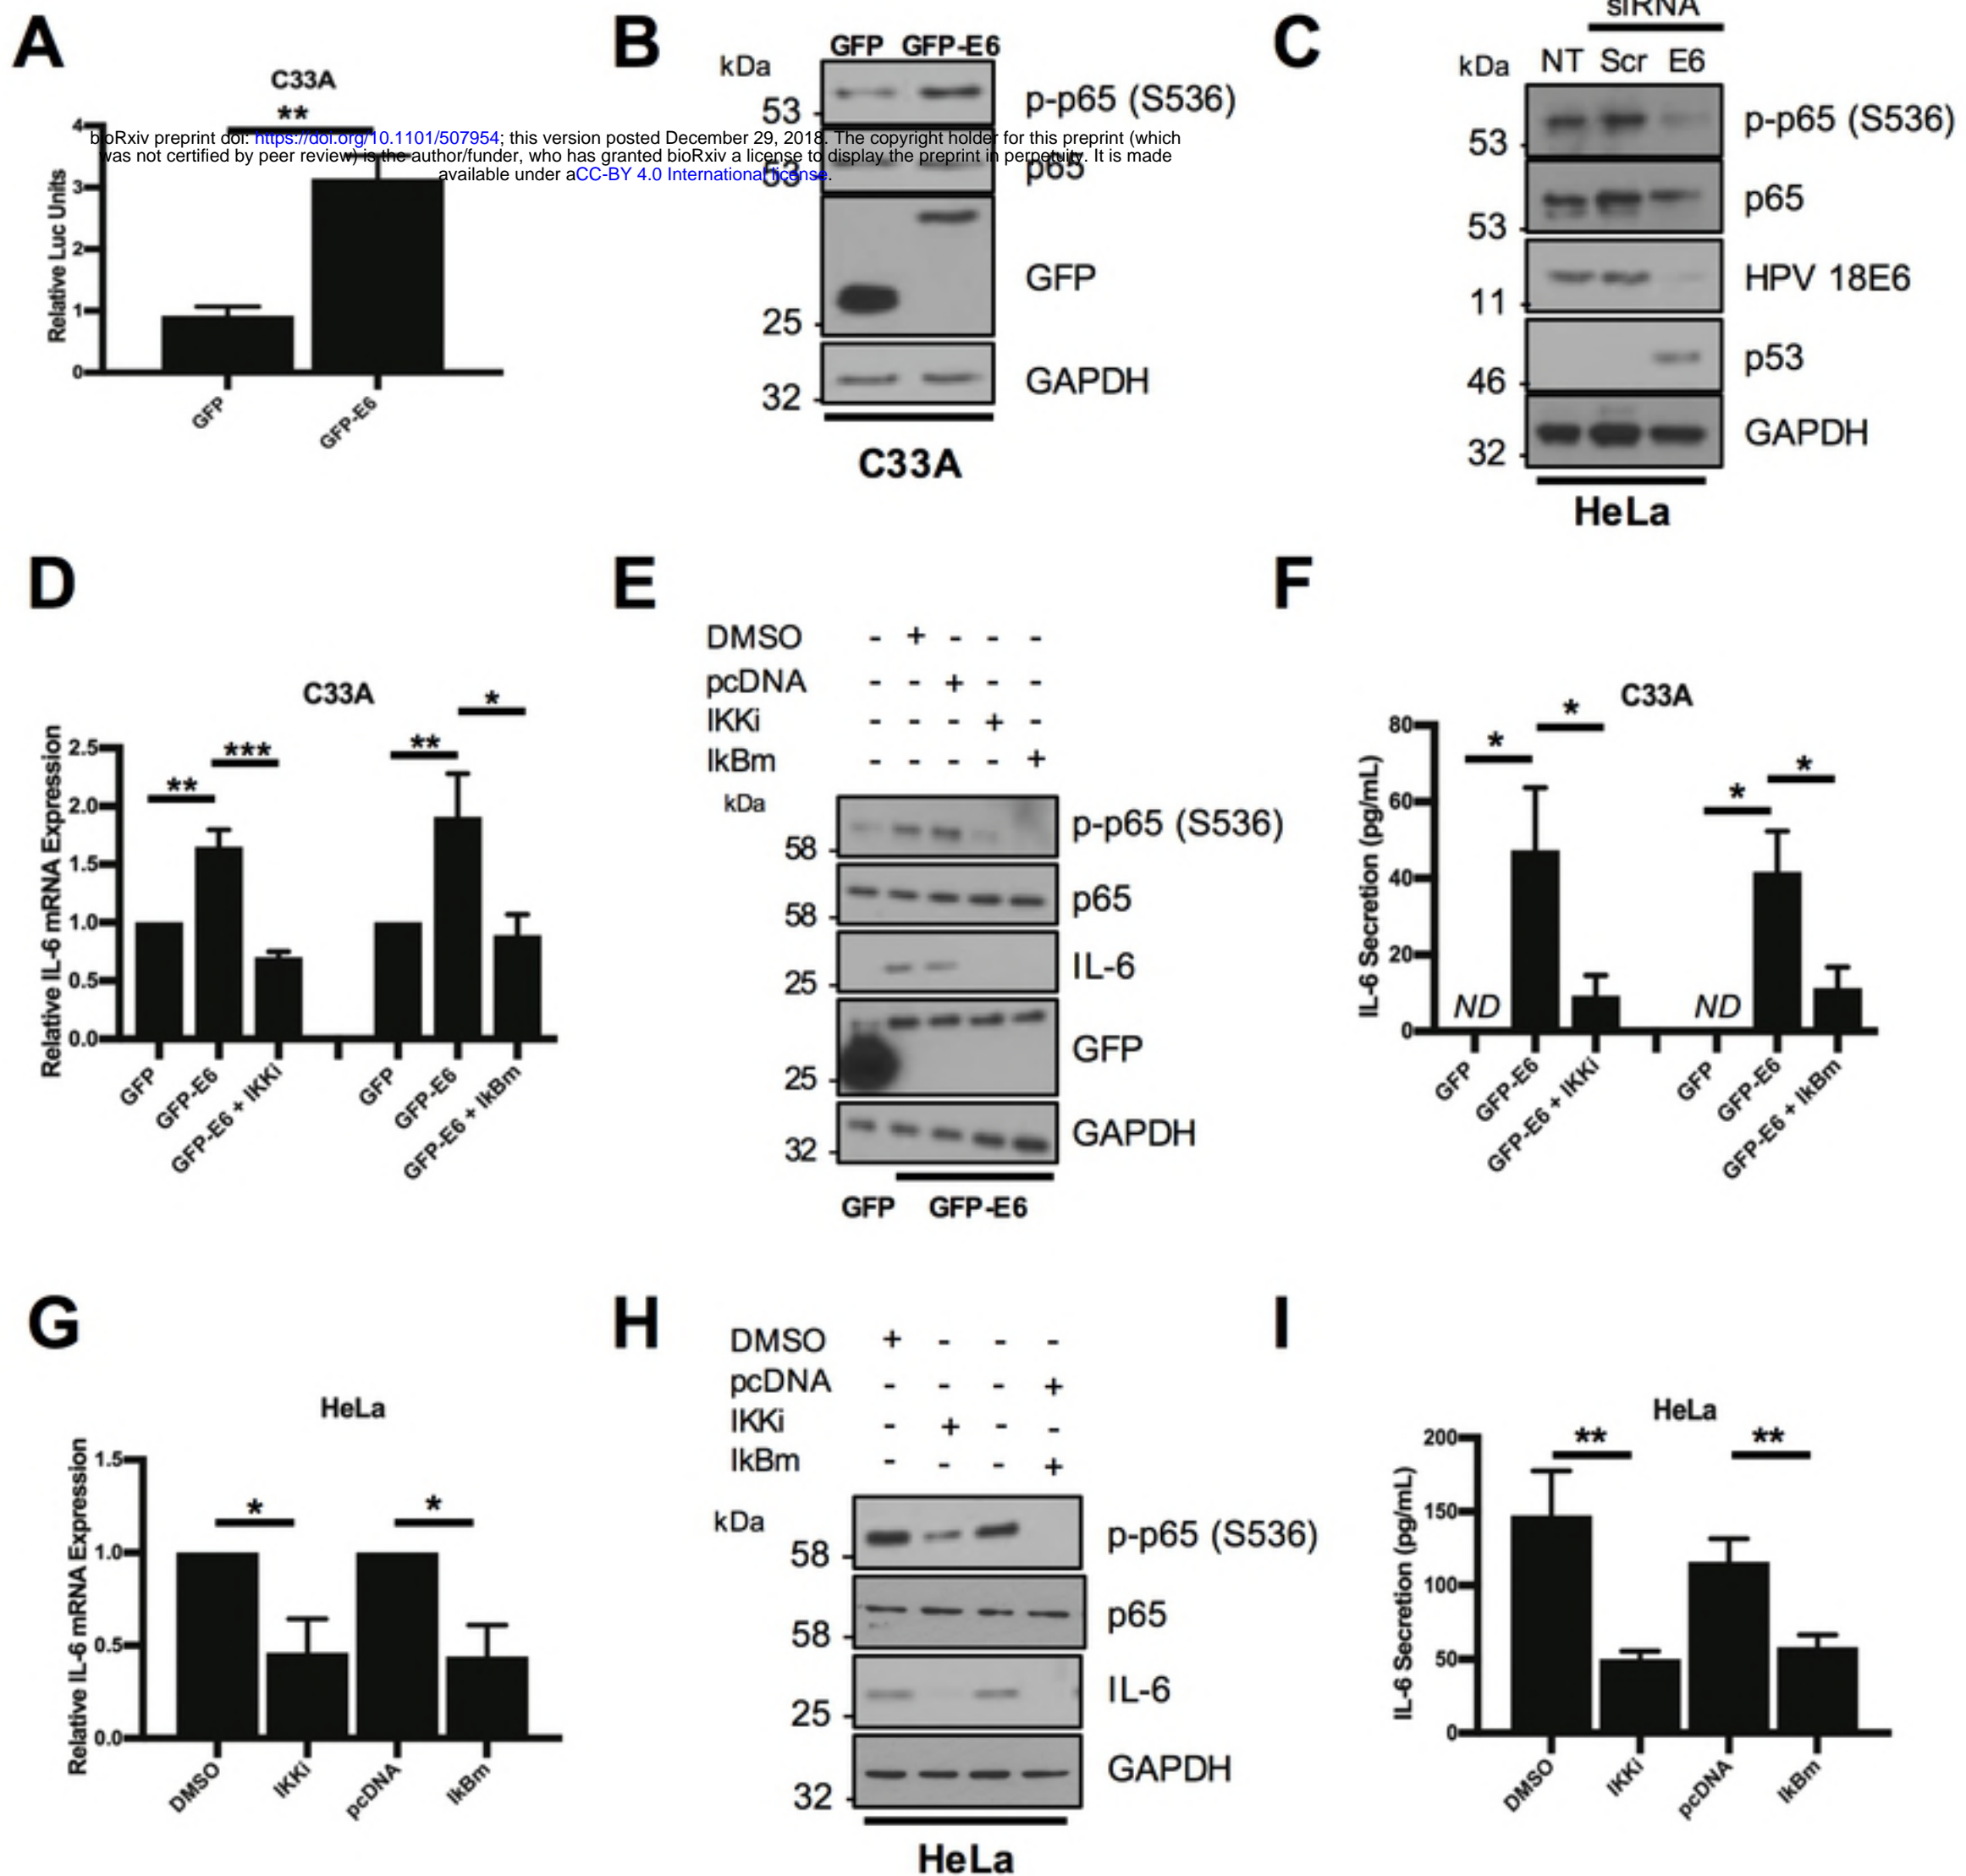 A
C33A
**
Relative Luc Units
4
3
2
1
0
GFP
GFP-E6
bioRxiv preprint doi: https://doi.org/10.1101/507954; this version posted December 29, 2018. The copyright holder for this preprint (which
was not certified by peer review) is the author/funder, who has granted bioRxiv a license to display the preprint in perpetuity. It is made
available under aCC-BY 4.0 International license.
B
GFP GFP-E6
kDa
53
p-p65 (S536)
53
p65
GFP
25
GAPDH
32
C33A
C
siRNA
kDa NT Scr E6
p-p65 (S536)
53
p65
53
HPV 18E6
11
p53
46
GAPDH
32
HeLa
D
C33A
** *** ** *
Relative IL-6 mRNA Expression
2.5
2.0
1.5
1.0
0.5
0.0
GFP
GFP-E6
GFP-E6 + IKKi
GFP
GFP-E6
GFP-E6 + IkBm
E
DMSO - + - - -
pcDNA - - + - -
IKKi - - - + -
IkBm - - - - +
kDa
p-p65 (S536)
58
p65
58
IL-6
25
GFP
25
GAPDH
32
GFP GFP-E6
F
C33A
* * * *
IL-6 Secretion (pg/mL)
80
60
40
20
0
ND ND
GFP
GFP-E6
GFP-E6 + IKKi
GFP
GFP-E6
GFP-E6 + IkBm
G
HeLa
* *
Relative IL-6 mRNA Expression
1.5
1.0
0.5
0.0
DMSO
IKKi
pcDNA
IkBm
H
DMSO + - - -
pcDNA - - - +
IKKi - + - -
IkBm - - - +
kDa
p-p65 (S536)
58
p65
58
IL-6
25
GAPDH
32
HeLa
I
HeLa
** **
IL-6 Secretion (pg/mL)
200
150
100
50
0
DMSO
IKKi
pcDNA
IkBm